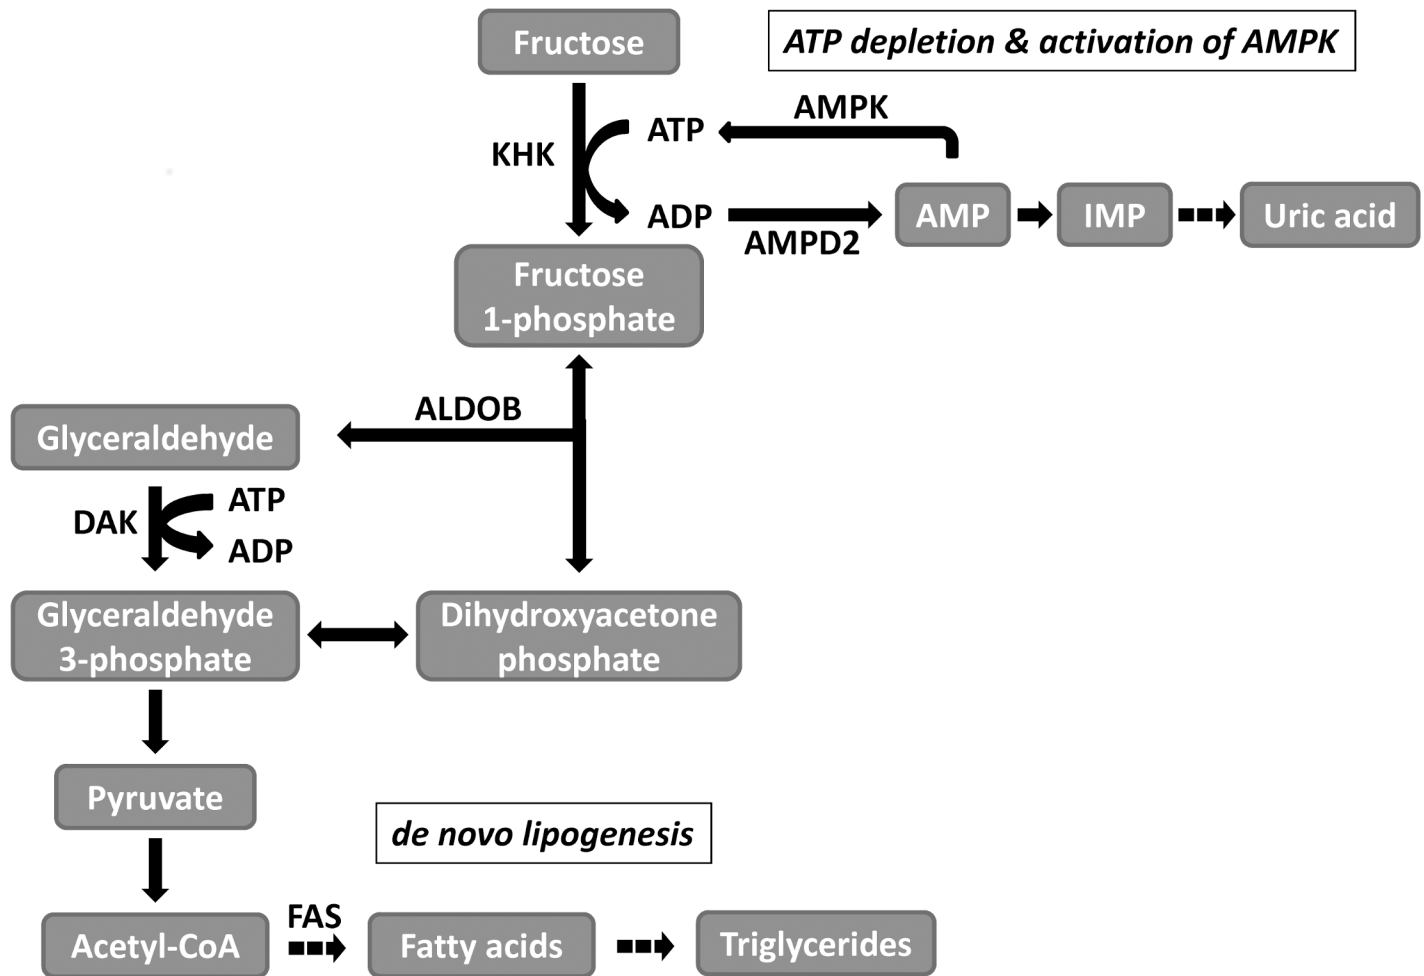 Fructose
ATP depletion & activation of AMPK
AMPK
ATP
KHK
ADP
AMPD2
AMP
IMP
Uric acid
Fructose
1-phosphate
ALDOB
Glyceraldehyde
ATP
DAK
ADP
Glyceraldehyde
3-phosphate
Dihydroxyacetone
phosphate
Pyruvate
de novo lipogenesis
FAS
Acetyl-CoA
Fatty acids
Triglycerides